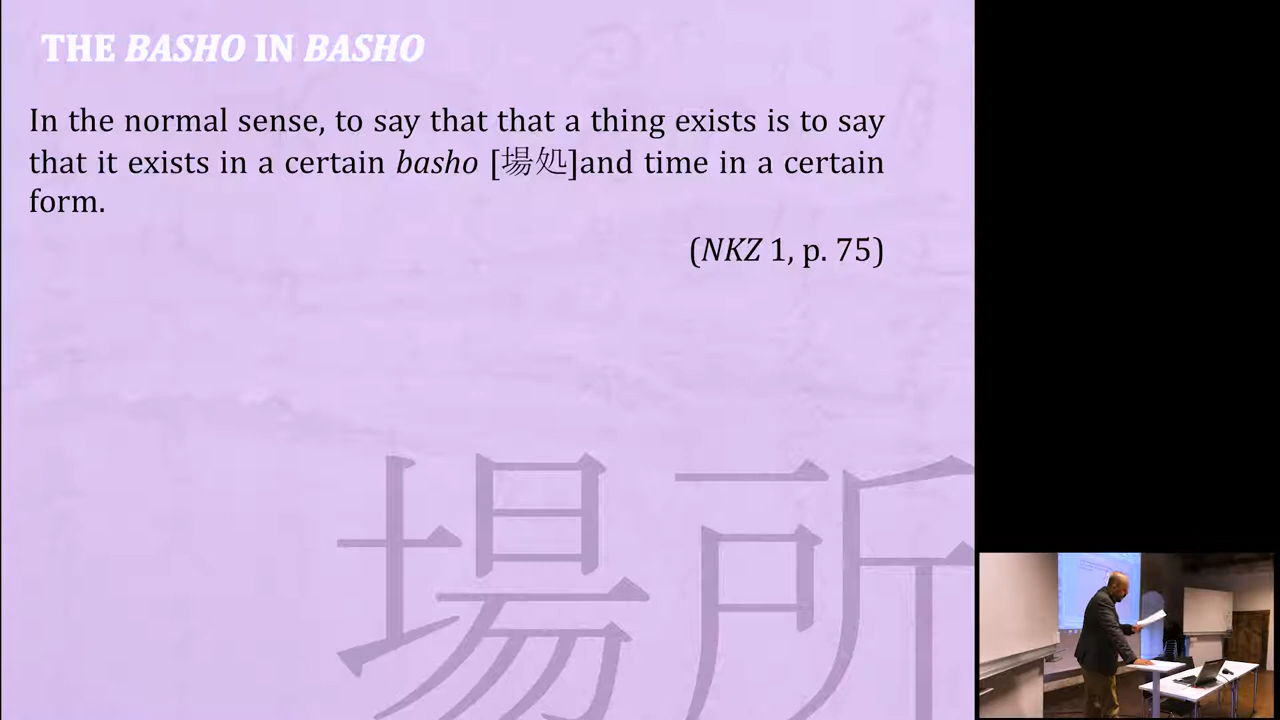 THE BASHO IN BASHO
In the normal sense, to say that that a thing exists is to say
that it exists in a certain basho [場処]and time in a certain
form.
(NKZ 1, p. 75)
場所